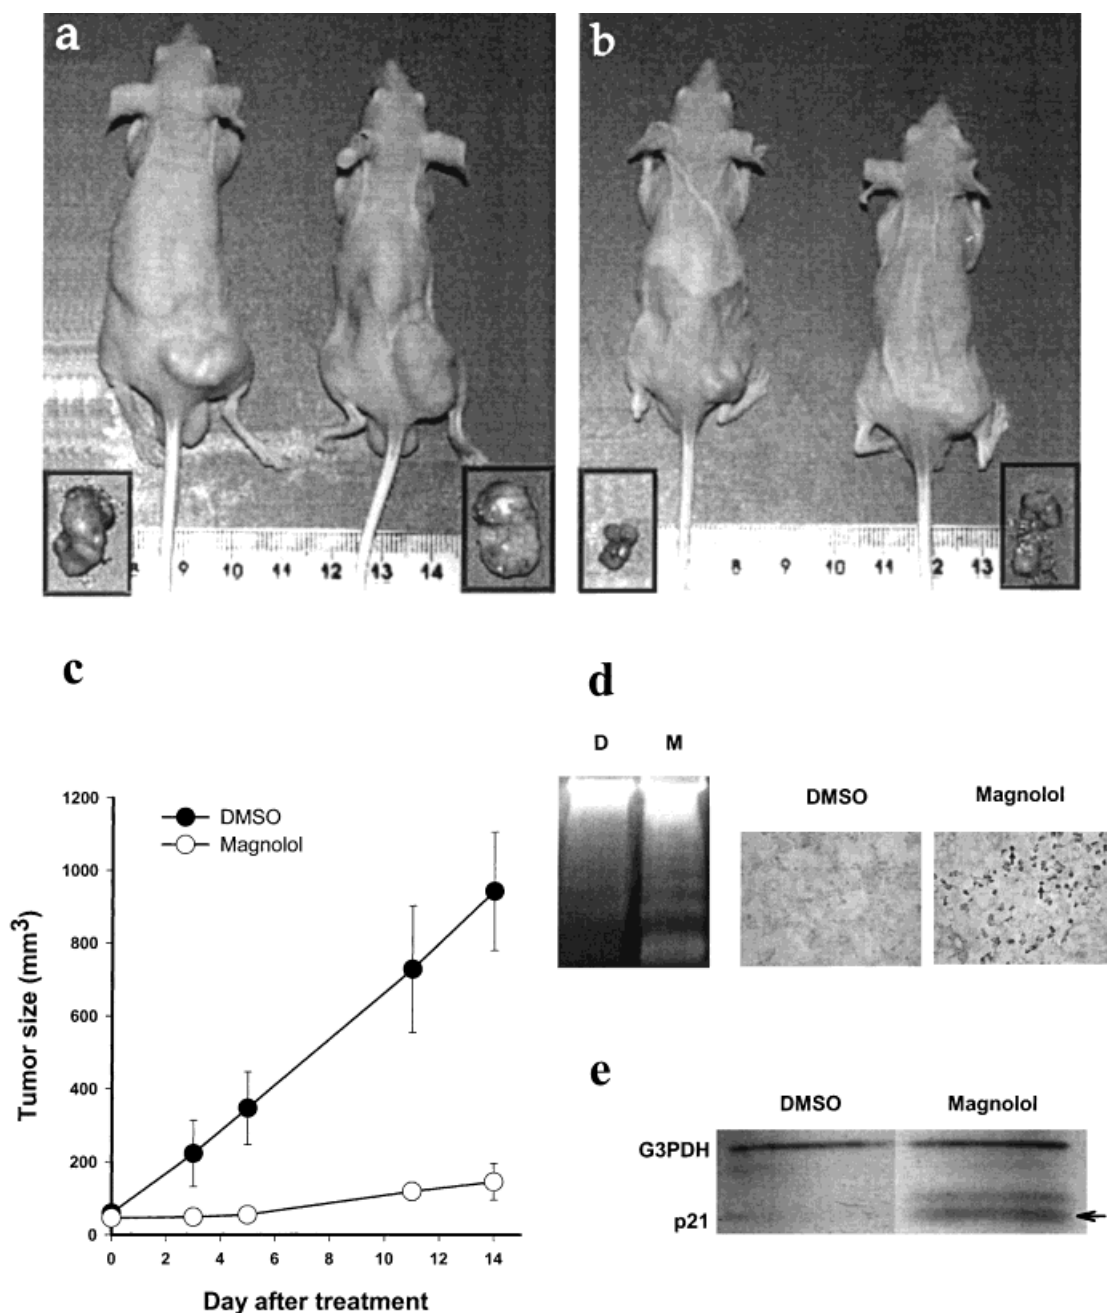 a
b
8 9 10 11 12 13 14
8 9 10 11 12 13
c
1200
1000
800
600
400
200
0
DMSO
Magnolol
Tumor size (mm3)
0 2 4 6 8 10 12 14
Day after treatment
d
D M
DMSO Magnolol
e
DMSO Magnolol
G3PDH
p21